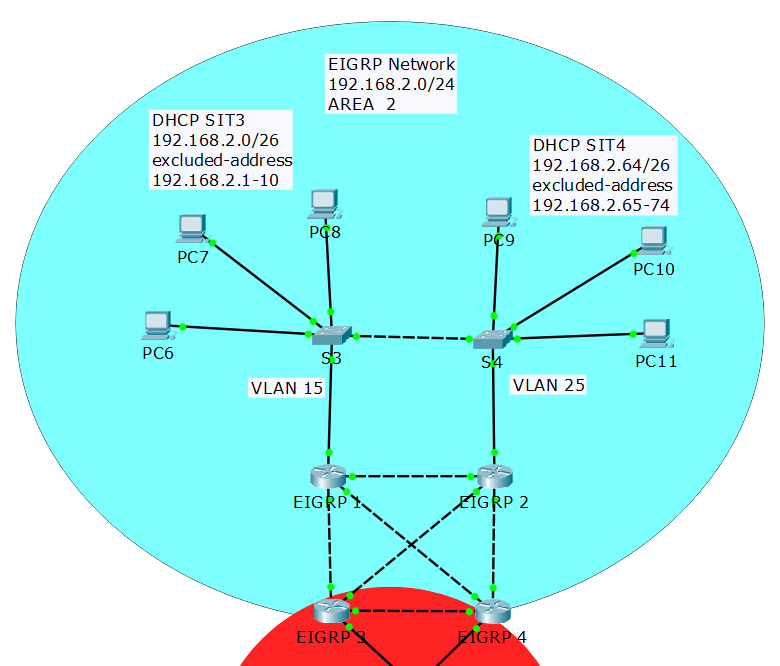 EIGRP Network
192.168.2.0/24
AREA  2
DHCP SIT3
192.168.2.0/26
excluded-address
192.168.2.1-10
DHCP SIT4
192.168.2.64/26
excluded-address
192.168.2.65-74
PC8
PC9
PC7
PC10
PC6
S3
S4
PC11
VLAN 15
VLAN 25
EIGRP 1
EIGRP 2
EIGRP 3
EIGRP 4